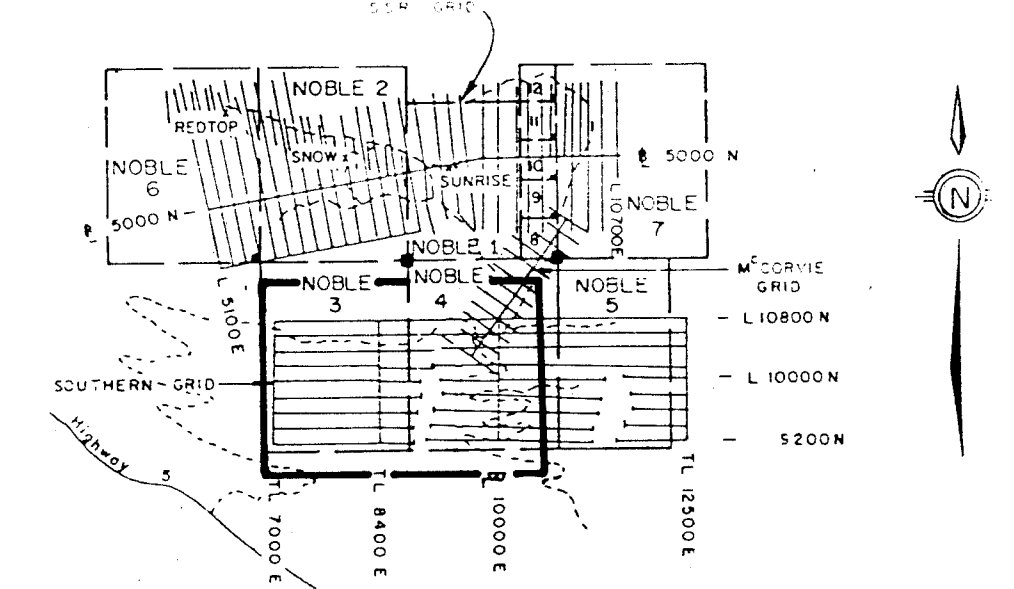 SSR GRID
NOBLE 2
12
REDTOP
11
SNOW x
NOBLE
6
10
5000 N
SUNRISE
9
L 10700E
NOBLE
7
N
5000 N
8
NOBLE 1
NOBLE
3
NOBLE
4
NOBLE
5
McCORVIE
GRID
L 5100E
L10800N
SOUTHERN-GRID
L 10000N
9200N
Highway
5
TL 7000 E
TL 8400 E
10000 E
TL 12500E